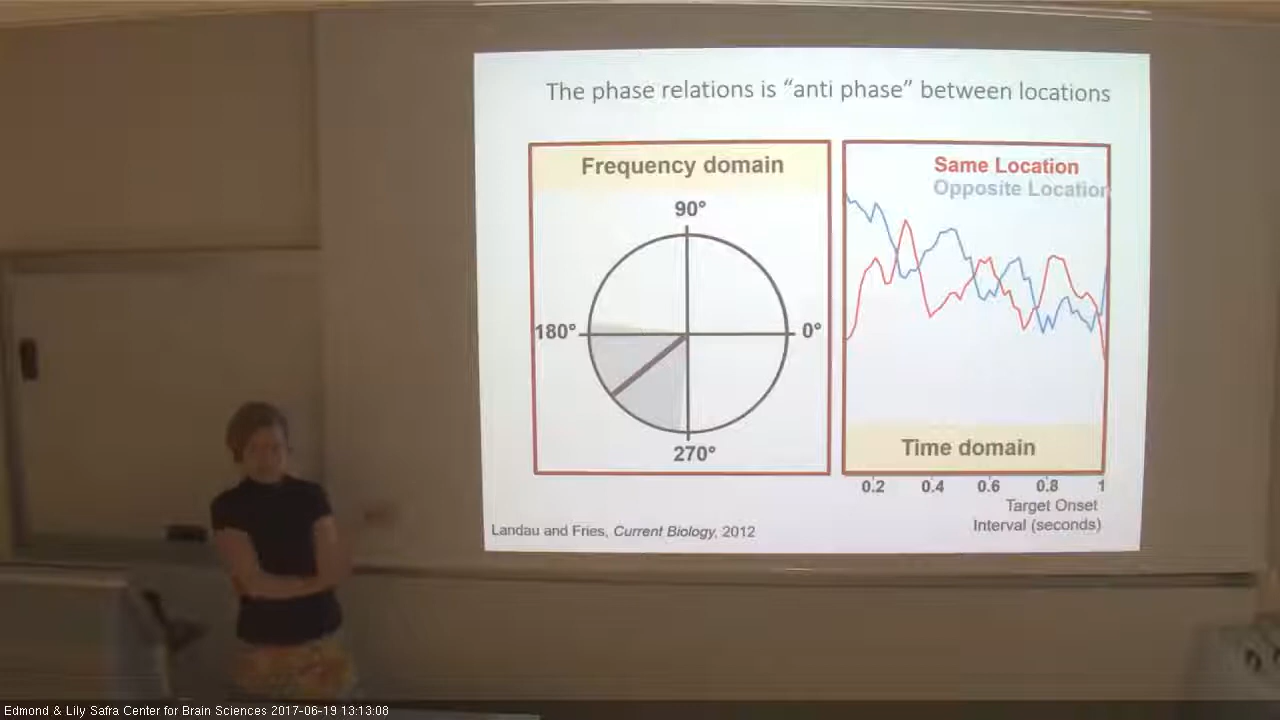 The phase relations is “anti phase” between locations
Frequency domain
90°
180°
0°
270°
Same Location
Opposite Location
Time domain
0.2 0.4 0.6 0.8 1
Target Onset
Interval (seconds)
Landau and Fries, Current Biology, 2012
Edmond & Lily Safra Center for Brain Sciences 2017-06-19 13:13:08